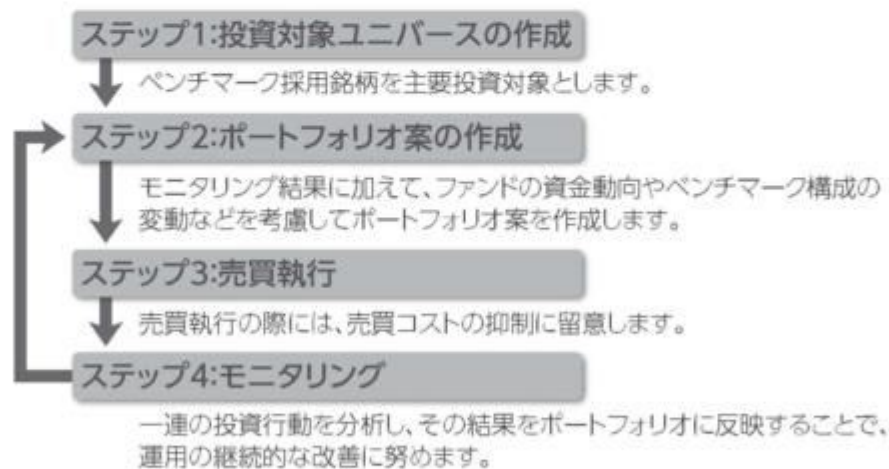 ステップ1:投資対象ユニバースの作成
ベンチマーク採用銘柄を主要投資対象とします。
ステップ2:ポートフォリオ案の作成
モニタリング結果に加えて、ファンドの資金動向やベンチマーク構成の
変動などを考慮してポートフォリオ案を作成します。
ステップ3:売買執行
売買執行の際には、売買コストの抑制に留意します。
ステップ4:モニタリング
一連の投資行動を分析し、その結果をポートフォリオに反映することで、
運用の継続的な改善に努めます。